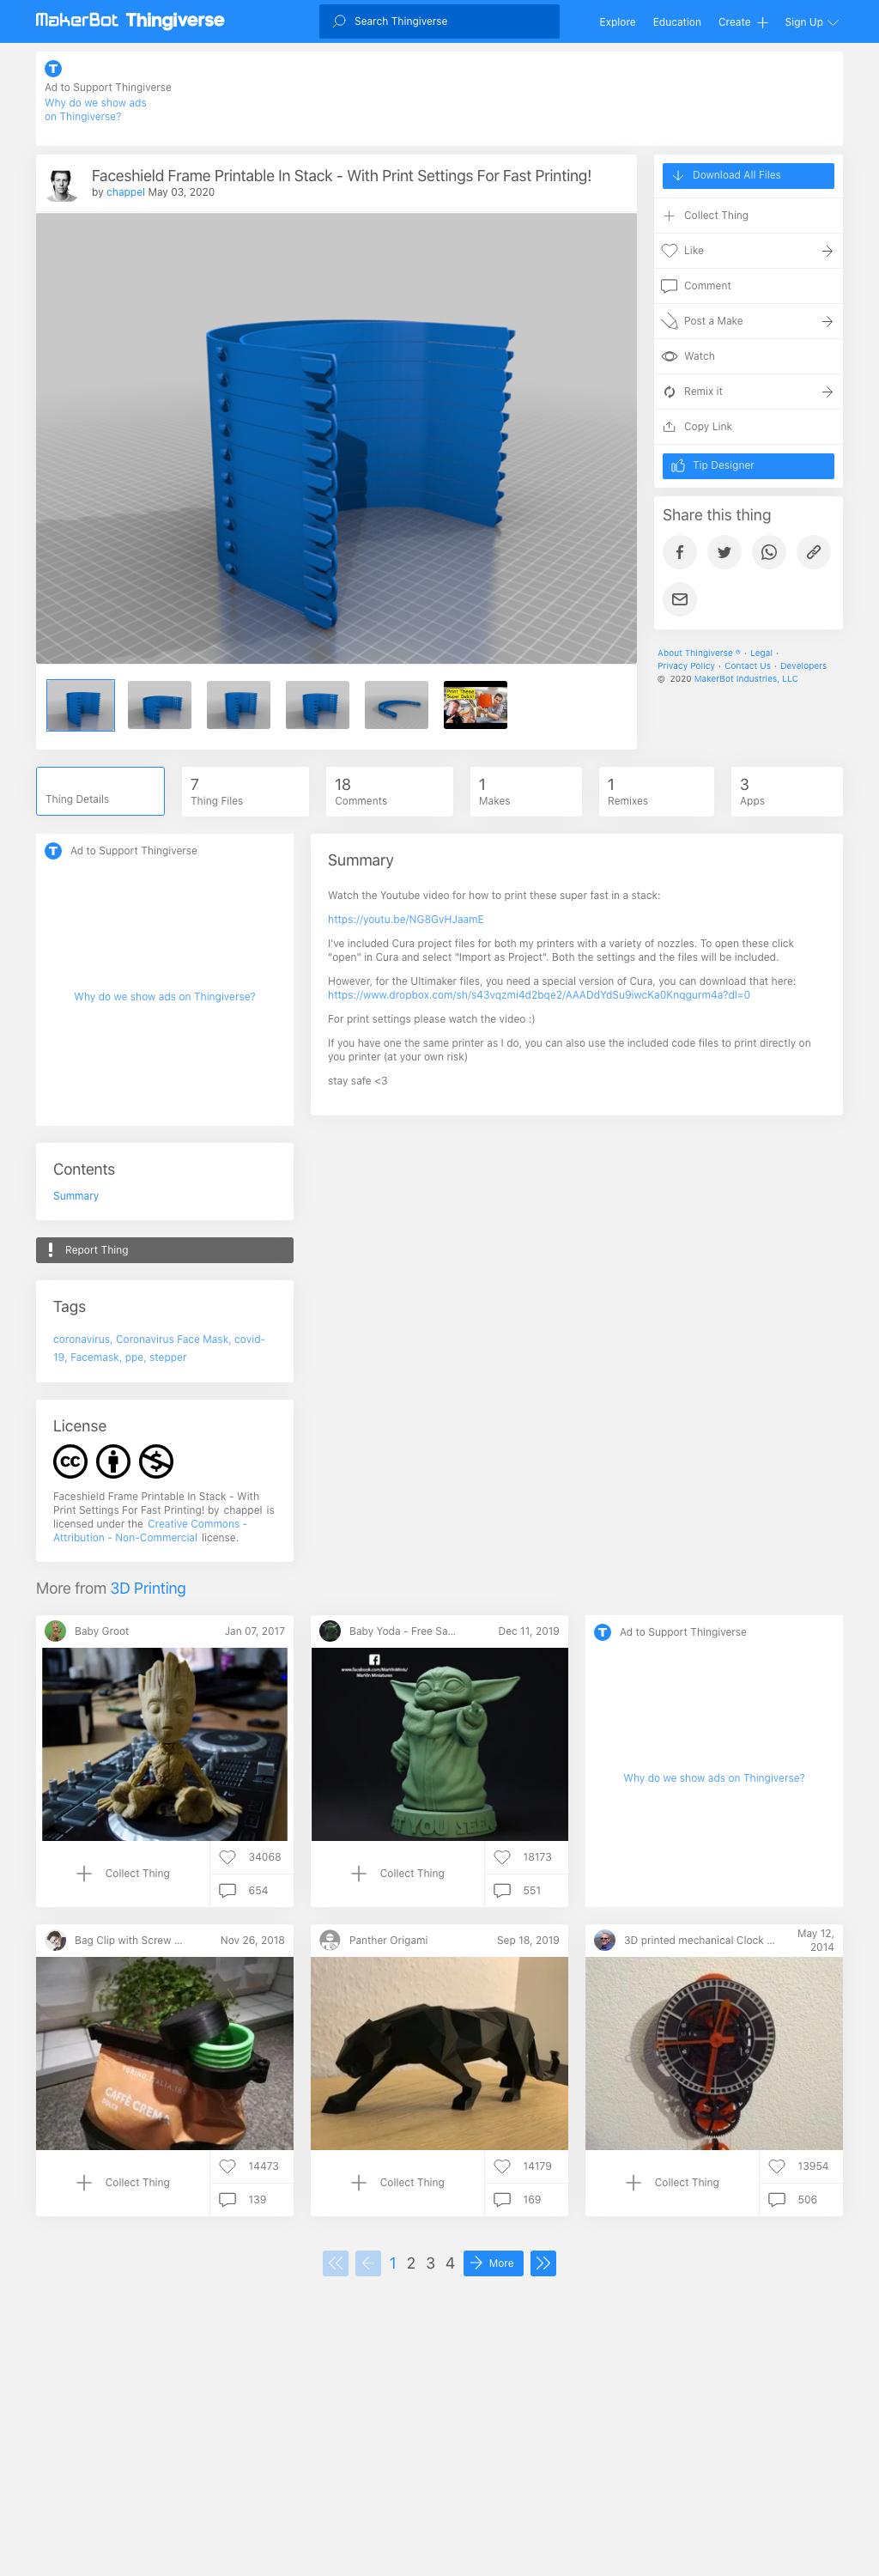 MakerBot Thingiverse
Search Thingiverse
Explore
Education
Create
Sign Up
Ad to Support Thingiverse
Why do we show ads
on Thingiverse?
Faceshield Frame Printable In Stack - With Print Settings For Fast Printing!
by chappel May 03, 2020
Download All Files
Collect Thing
Like
Comment
Post a Make
Watch
Remix it
Copy Link
Tip Designer
Share this thing
About Thingiverse ® · Legal ·
Privacy Policy · Contact Us · Developers
© 2020 MakerBot Industries, LLC
Thing Details
7
Thing Files
18
Comments
1
Makes
1
Remixes
3
Apps
Ad to Support Thingiverse
Why do we show ads on Thingiverse?
Summary
Watch the Youtube video for how to print these super fast in a stack:
https://youtu.be/NG8GvHJaamE
I've included Cura project files for both my printers with a variety of nozzles. To open these click
"open" in Cura and select "Import as Project". Both the settings and the files will be included.
However, for the Ultimaker files, you need a special version of Cura, you can download that here:
https://www.dropbox.com/sh/s43vqzmi4d2bqe2/AAADdYdSu9iwcKa0Knqgurm4a?dl=0
For print settings please watch the video :)
If you have one the same printer as I do, you can also use the included code files to print directly on
you printer (at your own risk)
stay safe <3
Contents
Summary
Report Thing
Tags
coronavirus, Coronavirus Face Mask, covid-
19, Facemask, ppe, stepper
License
Faceshield Frame Printable In Stack - With
Print Settings For Fast Printing! by chappel is
licensed under the Creative Commons -
Attribution - Non-Commercial license.
More from 3D Printing
Baby Groot
Jan 07, 2017
Collect Thing
34068
654
Baby Yoda - Free Sa...
Dec 11, 2019
Collect Thing
18173
551
Ad to Support Thingiverse
Why do we show ads on Thingiverse?
Bag Clip with Screw ...
Nov 26, 2018
CAFFÈ CREMA
Collect Thing
14473
139
Panther Origami
Sep 18, 2019
Collect Thing
14179
169
3D printed mechanical Clock ...
May 12,
2014
Collect Thing
13954
506
1 2 3 4
More